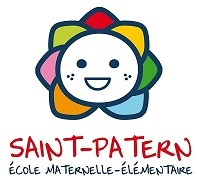 SAINT-PATERN
ÉCOLE MATERNELLE-ÉLÉMENTAIRE